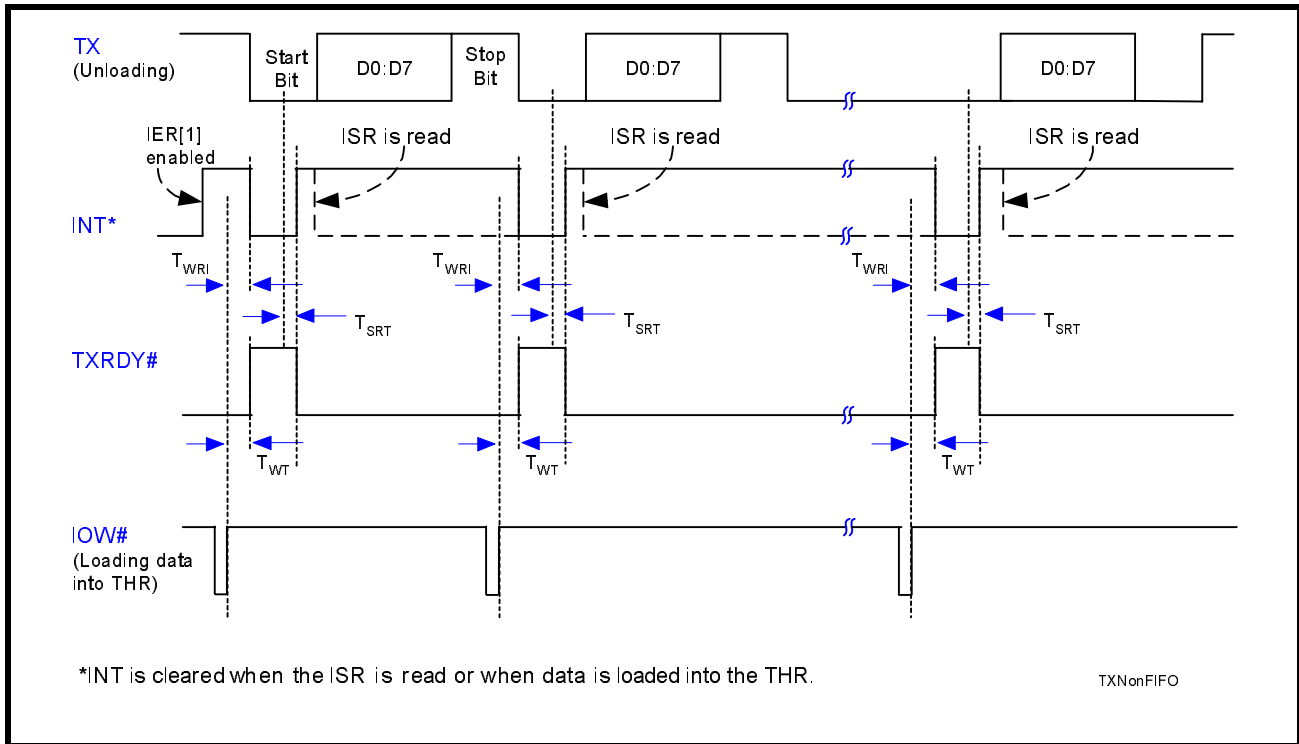 TX
(Unloading)
Start
Bit
D0:D7
Stop
Bit
D0:D7
D0:D7
IER[1]
enabled
ISR is read
ISR is read
ISR is read
INT*
TWRI
TWRI
TWRI
TSRT
TSRT
TSRT
TXRDY#
TWT
TWT
TWT
IOW#
(Loading data
into THR)
*INT is cleared when the ISR is read or when data is loaded into the THR.
TXNonFIFO